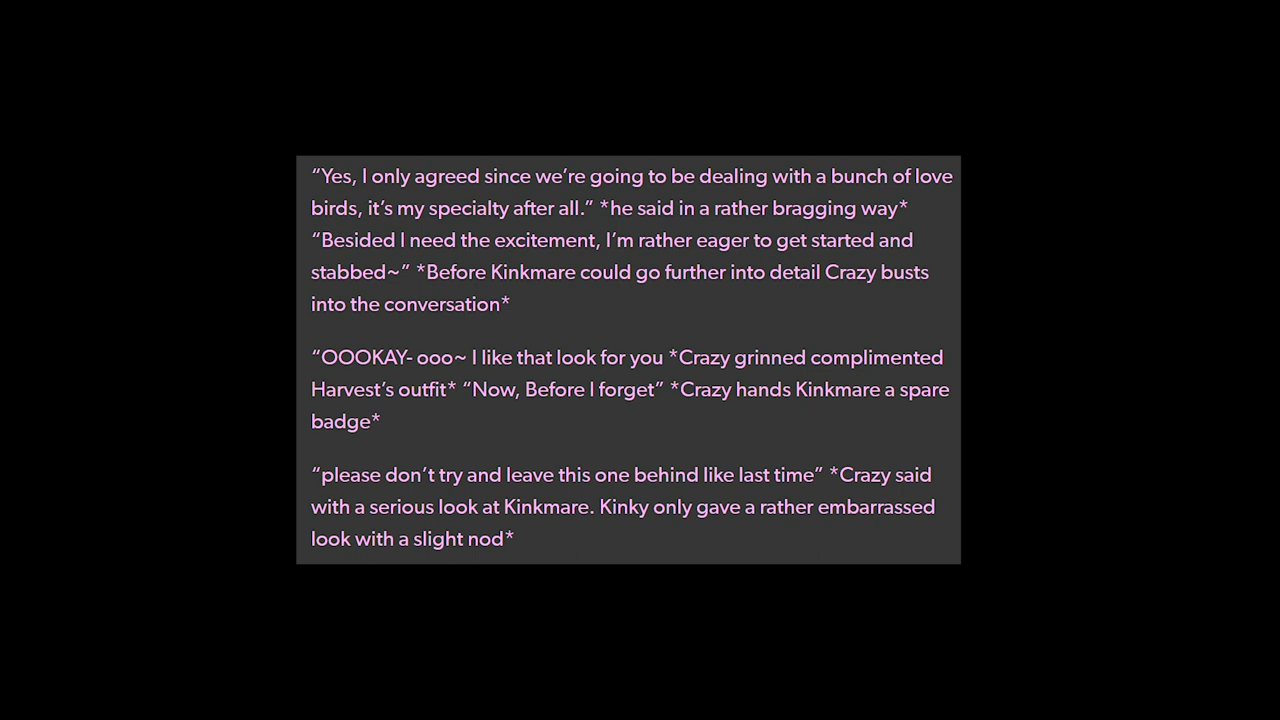 “Yes, I only agreed since we’re going to be dealing with a bunch of love
birds, it’s my specialty after all.” *he said in a rather bragging way*
“Besided I need the excitement, I’m rather eager to get started and
stabbed~” *Before Kinkmare could go further into detail Crazy busts
into the conversation*
“OOOKAY- ooo~ I like that look for you *Crazy grinned complimented
Harvest’s outfit* “Now, Before I forget” *Crazy hands Kinkmare a spare
badge*
“please don’t try and leave this one behind like last time” *Crazy said
with a serious look at Kinkmare. Kinky only gave a rather embarrassed
look with a slight nod*